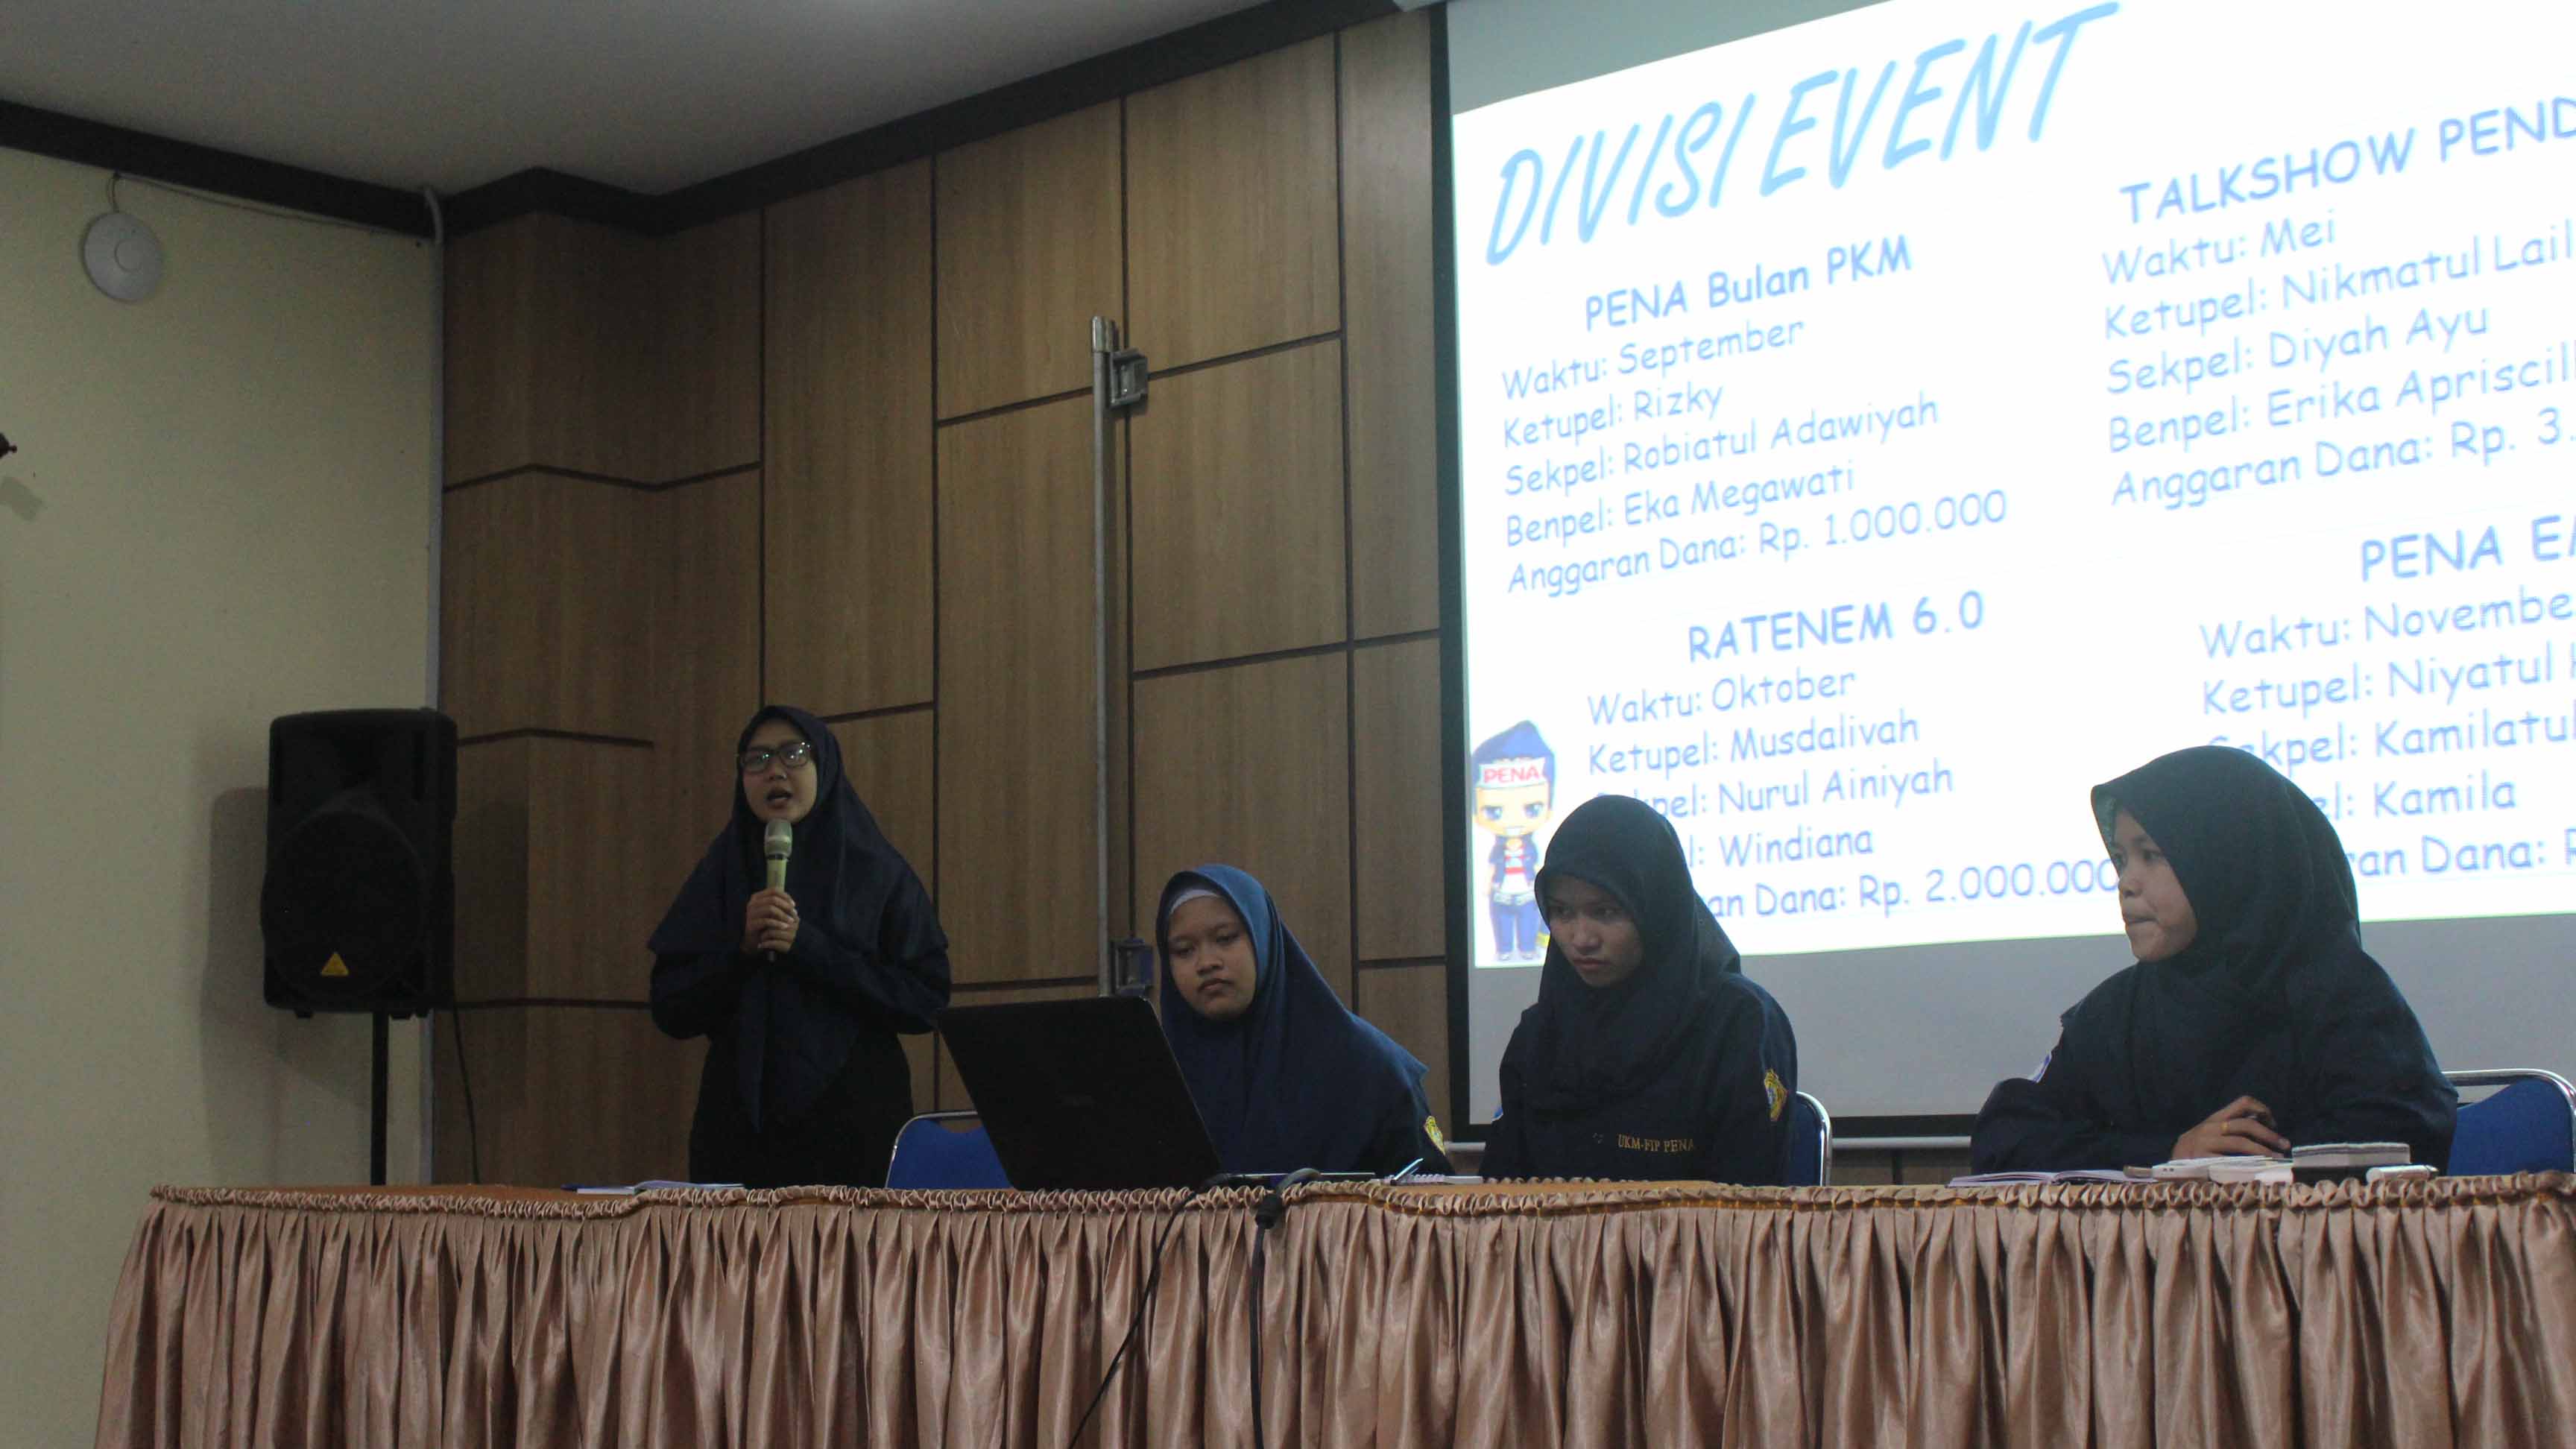 DIVISI EVENT
PENA Bulan PKM
Waktu: September
Ketupel: Rizky
Sekpel: Robiatul Adawiyah
Benpel: Eka Megawati
Anggaran Dana: Rp. 1.000.000
RATENEM 6.0
Waktu: Oktober
Ketupel: Musdalivah
Nurul Ainiyah
Windiana
Dana: Rp. 2.000.000
TALKSHOW PEND
Waktu: Mei
Ketupel: Nikmatul Lail
Sekpel: Diyah Ayu
Benpel: Erika Apriscill
Anggaran Dana: Rp. 3.
PENA
Waktu: Novembe
Ketupel: Niyatul
Sekpel: Kamilatu
Kamila
Dana:
PENA
UKM-FIP PENA